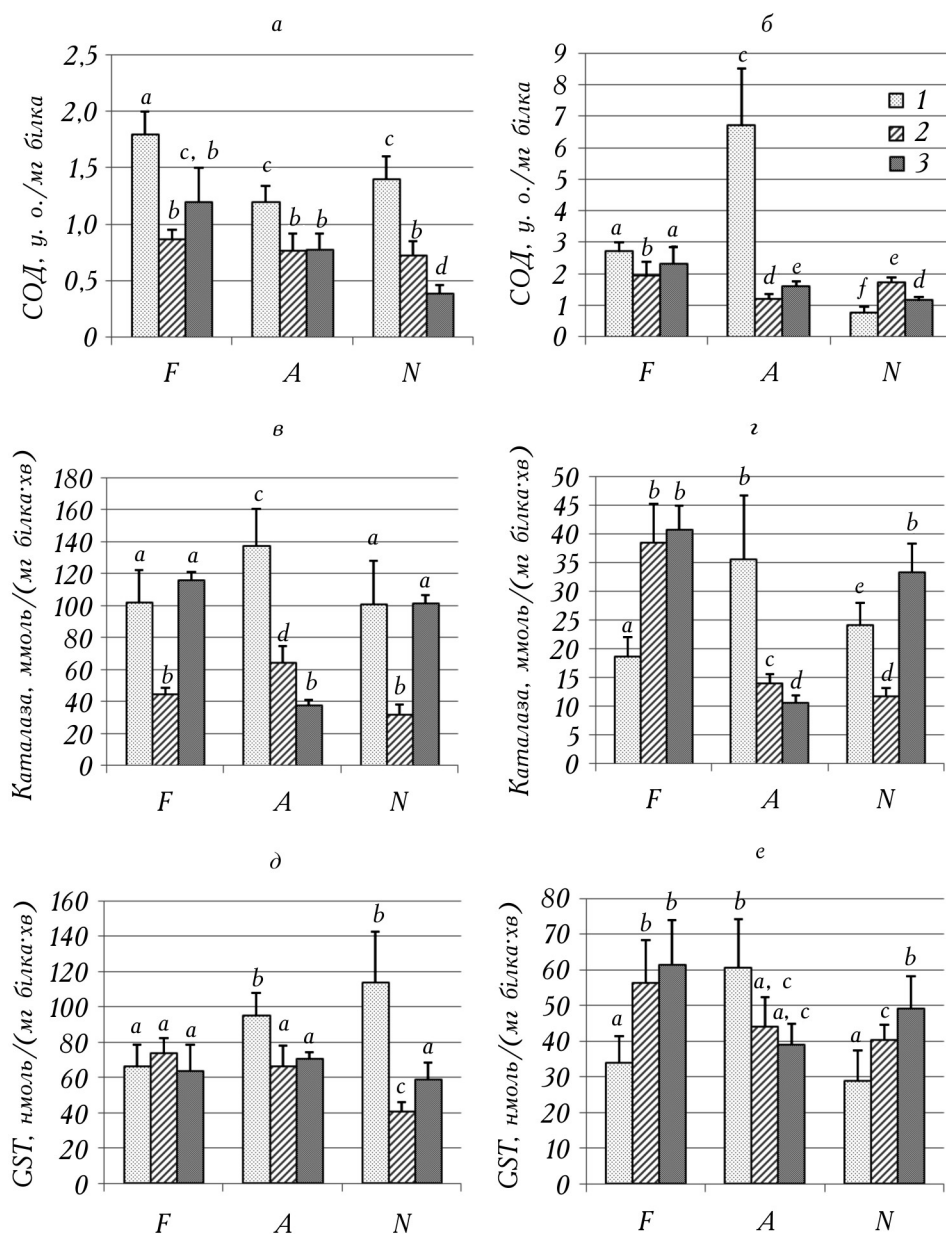 а
СОД, у. о./мг білка
2.5
2.0
1.5
1.0
0.5
0
a
b
c, b
c
b
b
c
b
d
F A N
б
СОД, у. о./мг білка
9
8
7
6
5
4
3
2
1
0
a
b
a
c
d
e
f
e
d
1
2
3
F A N
в
Каталаза, ммоль/(мг білка·хв)
180
160
140
120
100
80
60
40
20
0
a
b
a
c
d
b
a
b
a
F A N
г
Каталаза, ммоль/(мг білка·хв)
50
45
40
35
30
25
20
15
10
5
0
a
b
b
b
c
d
e
d
b
F A N
д
GST, нмоль/(мг білка·хв)
160
140
120
100
80
60
40
20
0
a
a
a
b
a
a
b
c
a
F A N
е
GST, нмоль/(мг білка·хв)
80
70
60
50
40
30
20
10
0
a
b
b
b
a, c
a, c
a
c
b
F A N